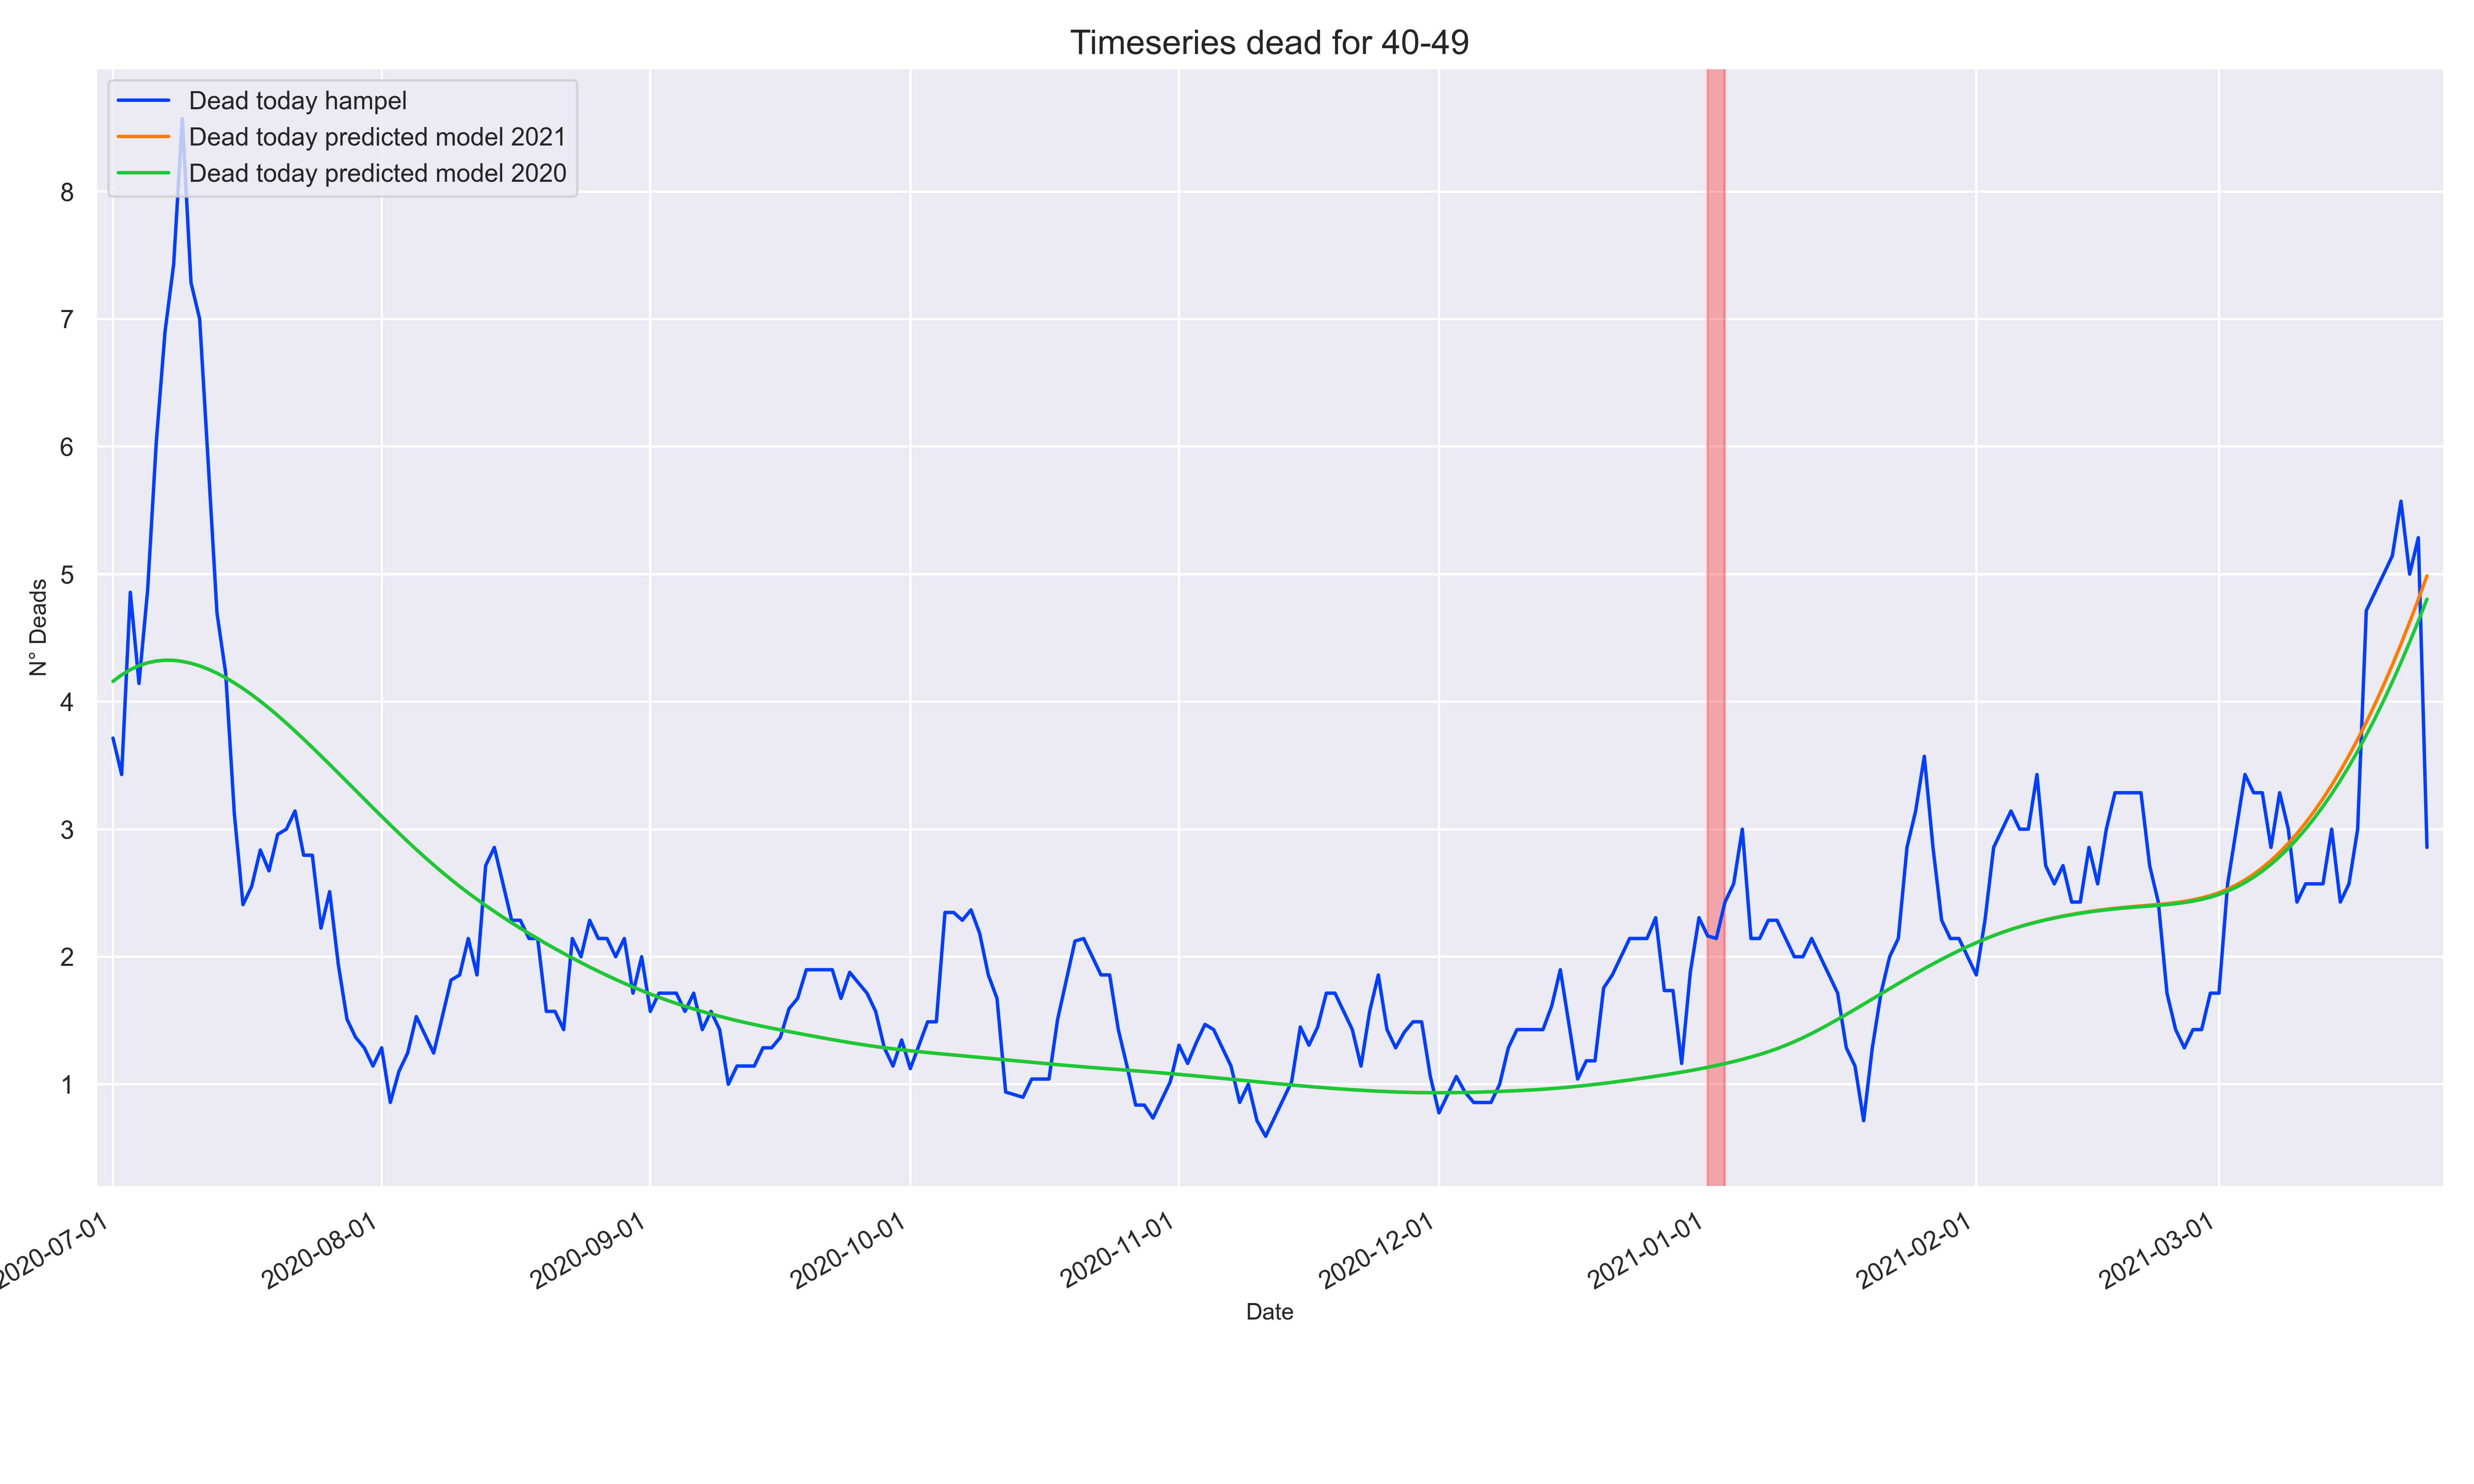 Timeseries dead for 40-49
Dead today hampel
Dead today predicted model 2021
Dead today predicted model 2020
8
7
6
5
4
3
2
1
N° Deads
2020-07-01
2020-08-01
2020-09-01
2020-10-01
2020-11-01
2020-12-01
2021-01-01
2021-02-01
2021-03-01
Date